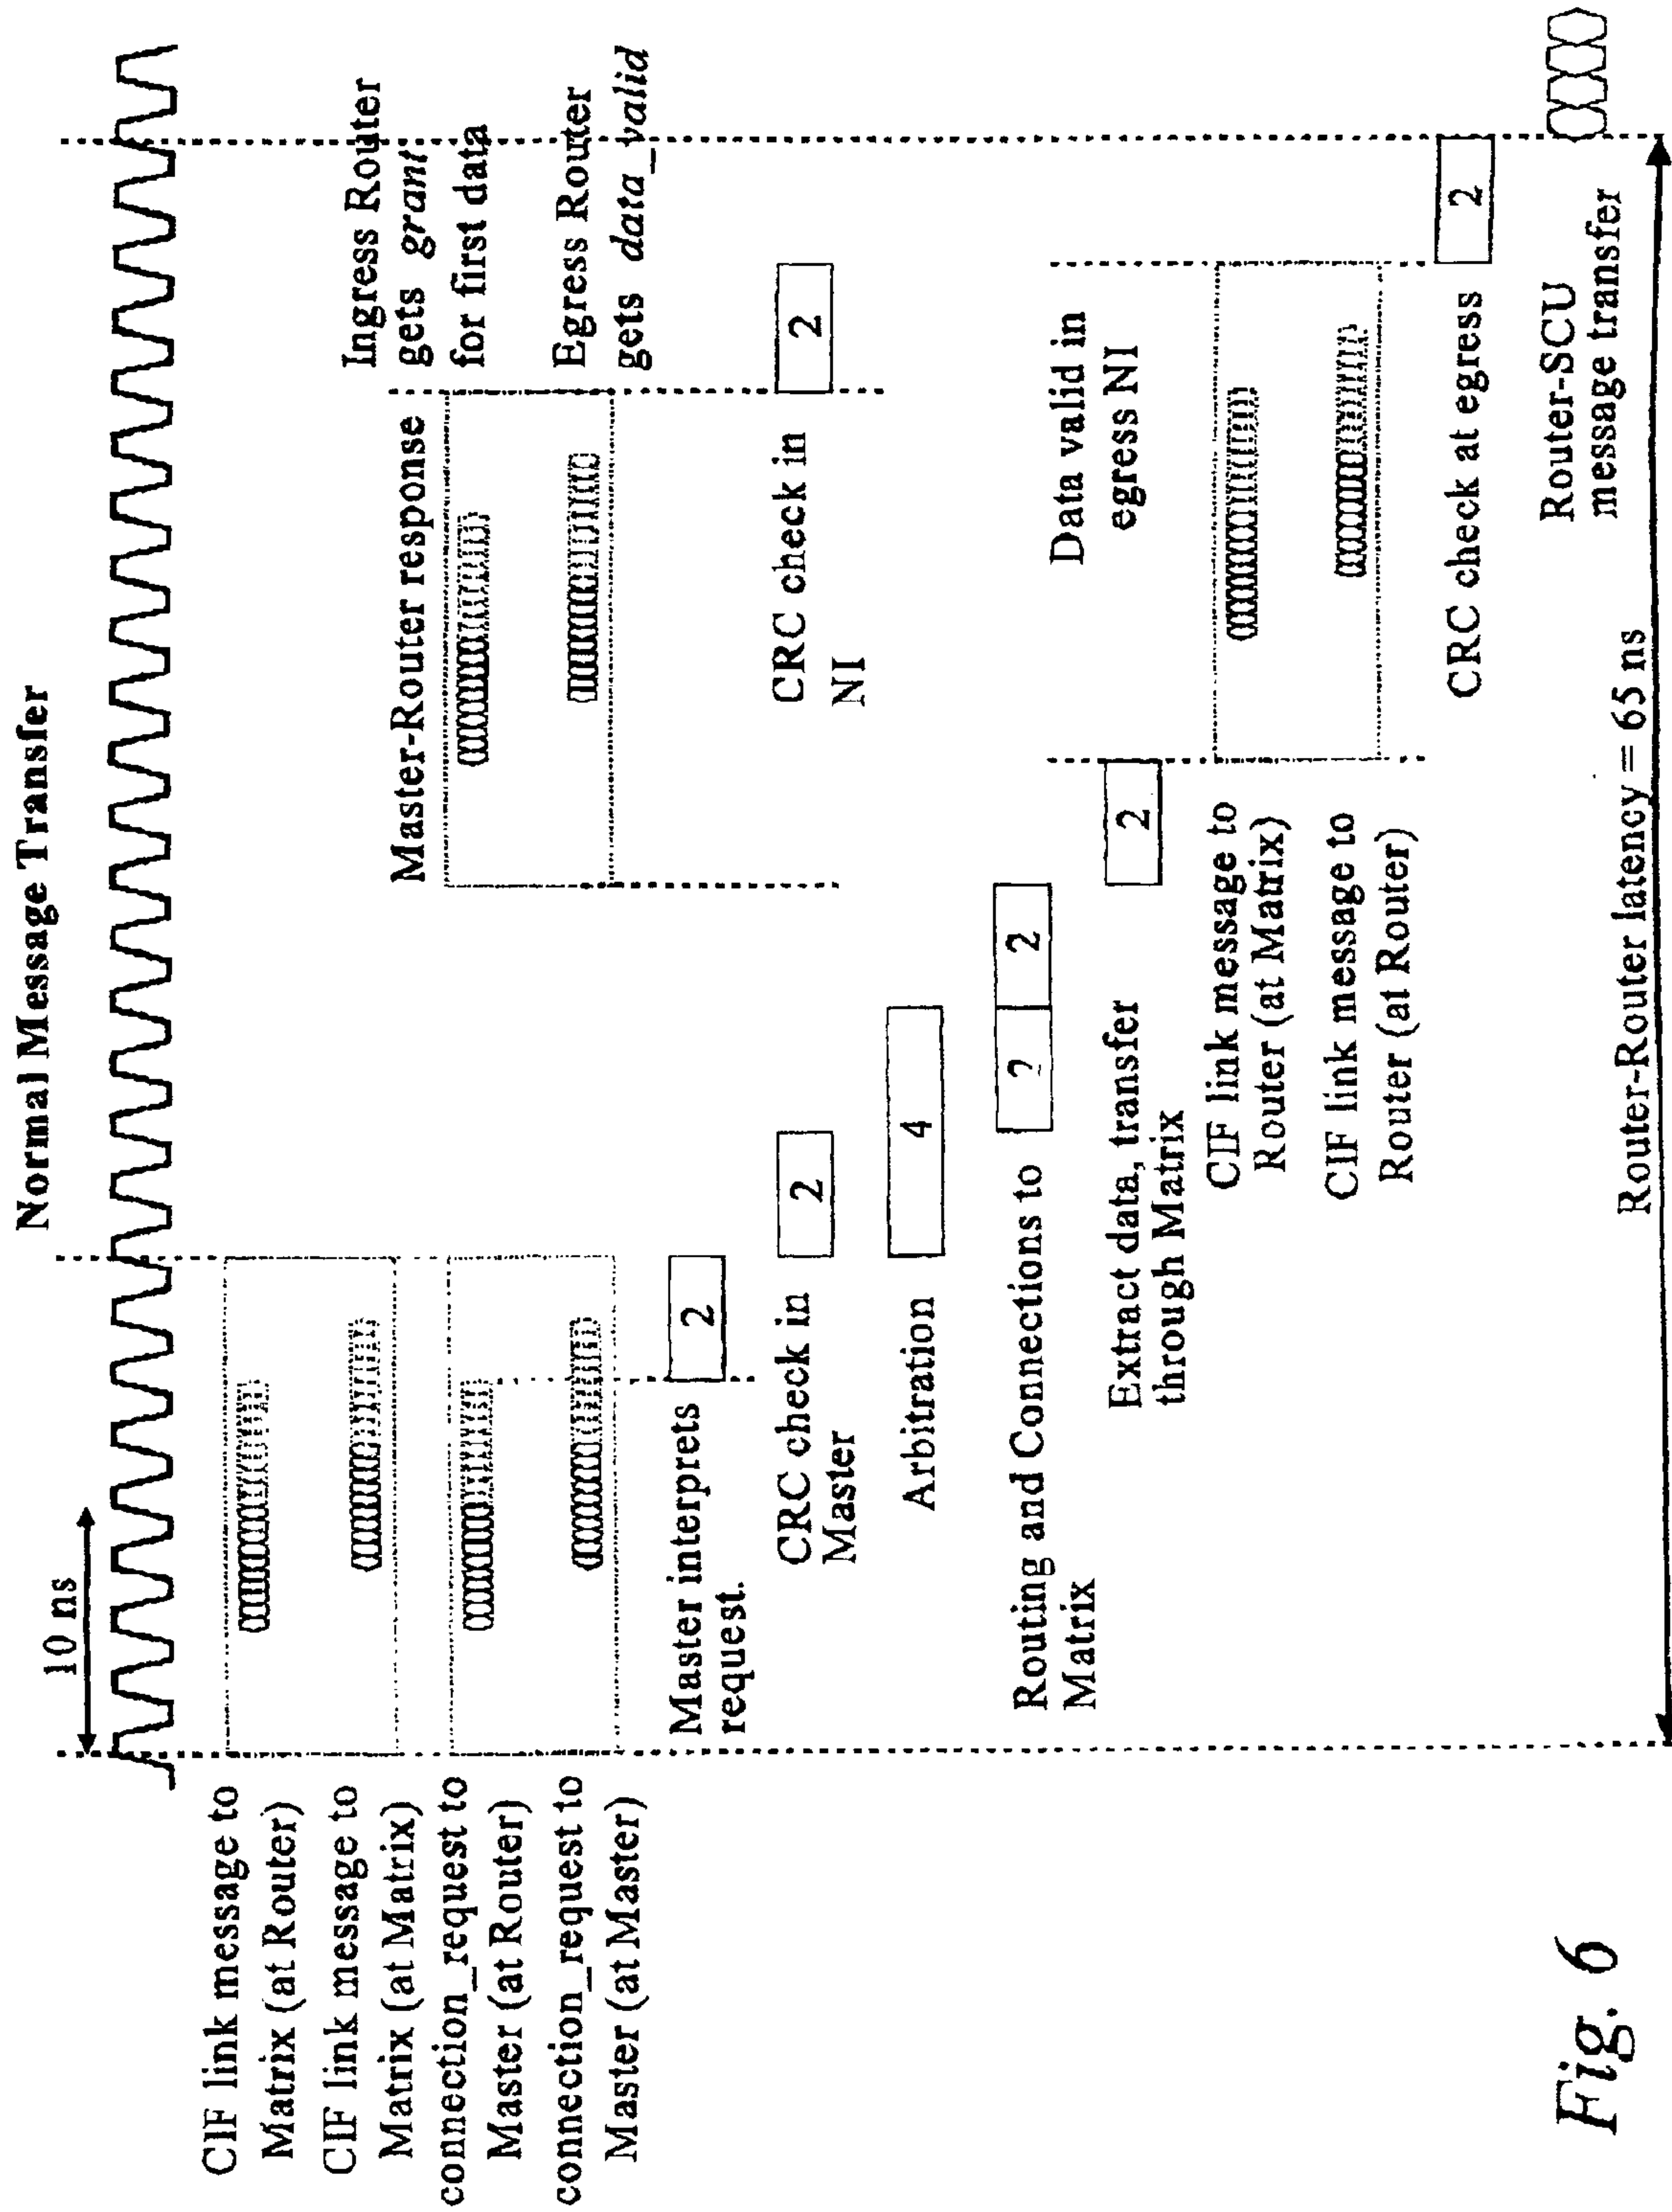 Normal Message Transfer
10 ns
CIF link message to
Matrix (at Router)
CIF link message to
Matrix (at Matrix)
connection_request to
Master (at Router)
connection_request to
Master (at Master)
Master interprets
request.
2
CRC check in
Master
2
Arbitration
4
Routing and Connections to
Matrix
2
2
Extract data, transfer
through Matrix
2
Master-Router response
Ingress Router
gets grant
for first data
Egress Router
gets data_valid
CRC check in
NI
2
Data valid in
egress NI
CIF link message to
Router (at Matrix)
CIF link message to
Router (at Router)
CRC check at egress
2
Router-SCU
message transfer
Router-Router latency = 65 ns
Fig. 6